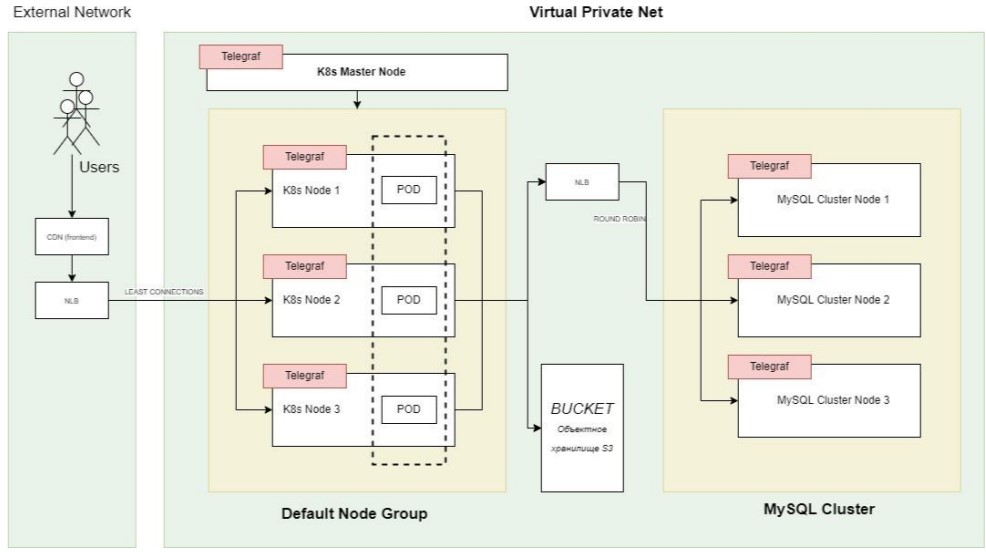 External Network
Virtual Private Net
Telegraf
K8s Master Node
Users
CDN (frontend)
NLB
LEAST CONNECTIONS
Telegraf
K8s Node 1
POD
Telegraf
K8s Node 2
POD
Telegraf
K8s Node 3
POD
Default Node Group
NLB
ROUND ROBIN
BUCKET
Объектное
хранилище S3
Telegraf
MySQL Cluster Node 1
Telegraf
MySQL Cluster Node 2
Telegraf
MySQL Cluster Node 3
MySQL Cluster